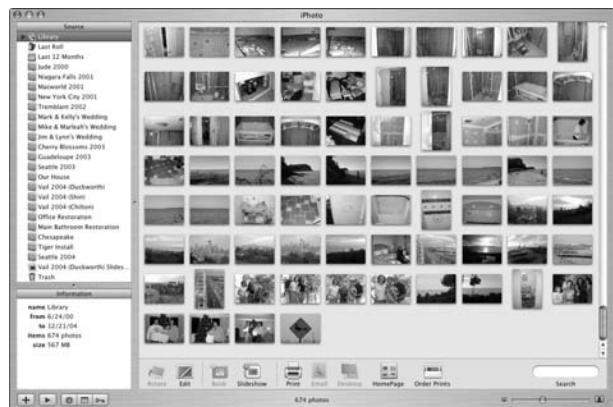 iPhoto
Source
Library
Last Roll
Last 12 Months
Jude 2000
Niagara Falls 2001
Macworld 2001
New York City 2001
Tremblant 2002
Mark & Kelly's Wedding
Mike & Marleah's Wedding
Jim & Lynn's Wedding
Cherry Blossoms 2003
Guadeloupe 2003
Seattle 2003
Our House
Vail 2004 (Duckworth)
Vail 2004 (Shin)
Vail 2004 (Chilton)
Office Restoration
Main Bathroom Restoration
Chesapeake
Tiger Install
Seattle 2004
Vail 2004 (Duckworth) Slides ...
Trash
Information
name Library
from 6/24/00
to 12/21/04
items 674 photos
size 567 MB
Rotate Edit Book Slideshow Print Email Desktop HomePage Order Prints Search
674 photos